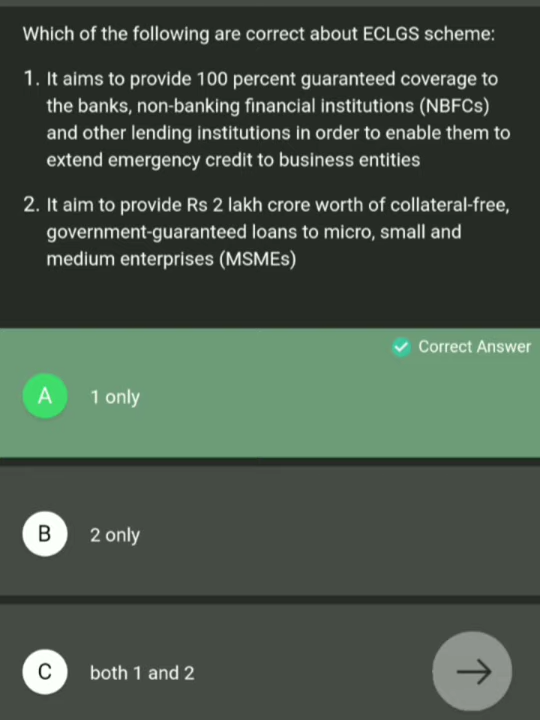 Which of the following are correct about ECLGS scheme:
1. It aims to provide 100 percent guaranteed coverage to
the banks, non-banking financial institutions (NBFCs)
and other lending institutions in order to enable them to
extend emergency credit to business entities
2. It aim to provide Rs 2 lakh crore worth of collateral-free,
government-guaranteed loans to micro, small and
medium enterprises (MSMEs)
Correct Answer
A 1 only
B 2 only
C both 1 and 2